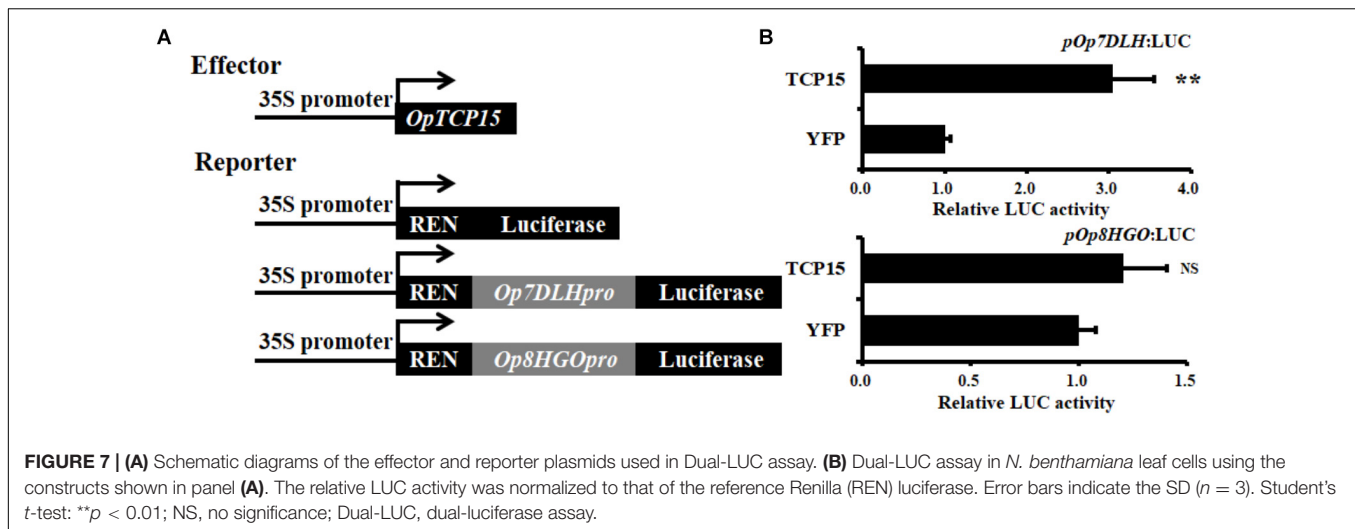 A
Effector
35S promoter
OpTCP15
Reporter
35S promoter
REN Luciferase
35S promoter
REN Op7DLHpro Luciferase
35S promoter
REN Op8HGOpro Luciferase
B
pOp7DLH:LUC
TCP15
**
YFP
0.0 1.0 2.0 3.0 4.0
Relative LUC activity
pOp8HGO:LUC
TCP15
NS
YFP
0.0 0.5 1.0 1.5
Relative LUC activity
FIGURE 7 | (A) Schematic diagrams of the effector and reporter plasmids used in Dual-LUC assay. (B) Dual-LUC assay in N. benthamiana leaf cells using the
constructs shown in panel (A). The relative LUC activity was normalized to that of the reference Renilla (REN) luciferase. Error bars indicate the SD (n = 3). Student's
t-test: **p < 0.01; NS, no significance; Dual-LUC, dual-luciferase assay.